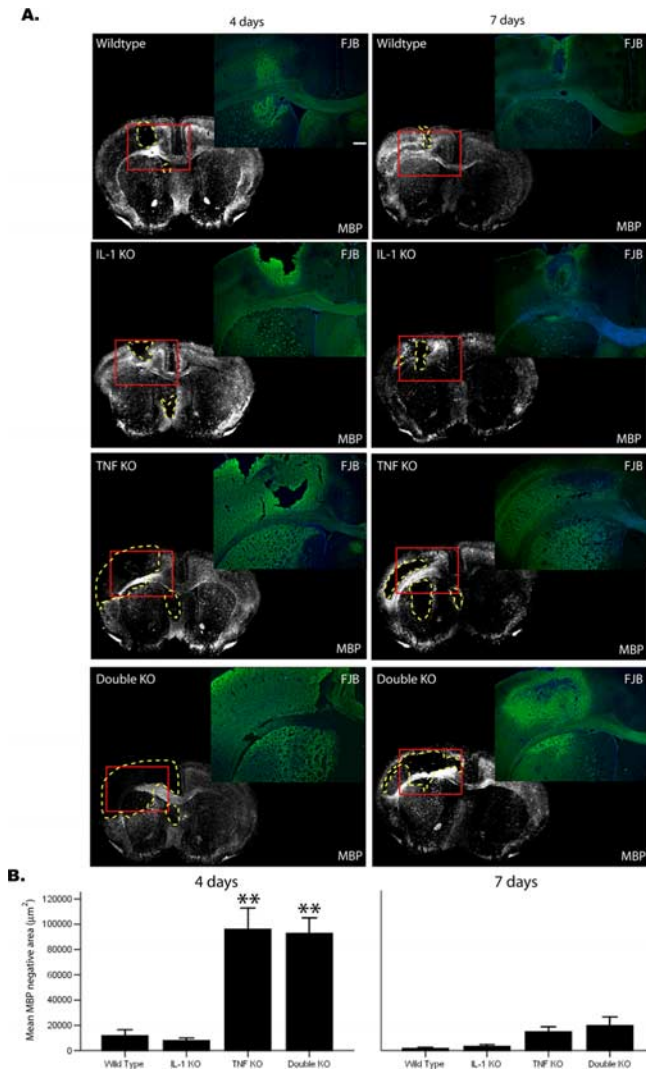 A.
4 days
7 days
Wildtype
FJB
MBP
Wildtype
FJB
MBP
IL-1 KO
FJB
MBP
IL-1 KO
FJB
MBP
TNF KO
FJB
MBP
TNF KO
FJB
MBP
Double KO
FJB
MBP
Double KO
FJB
MBP
B.
4 days
7 days
Mean MBP negative area (μm²)
120000
100000
80000
60000
40000
20000
0
**
**
Wild Type
IL-1 KO
TNF KO
Double KO
Wild Type
IL-1 KO
TNF KO
Double KO